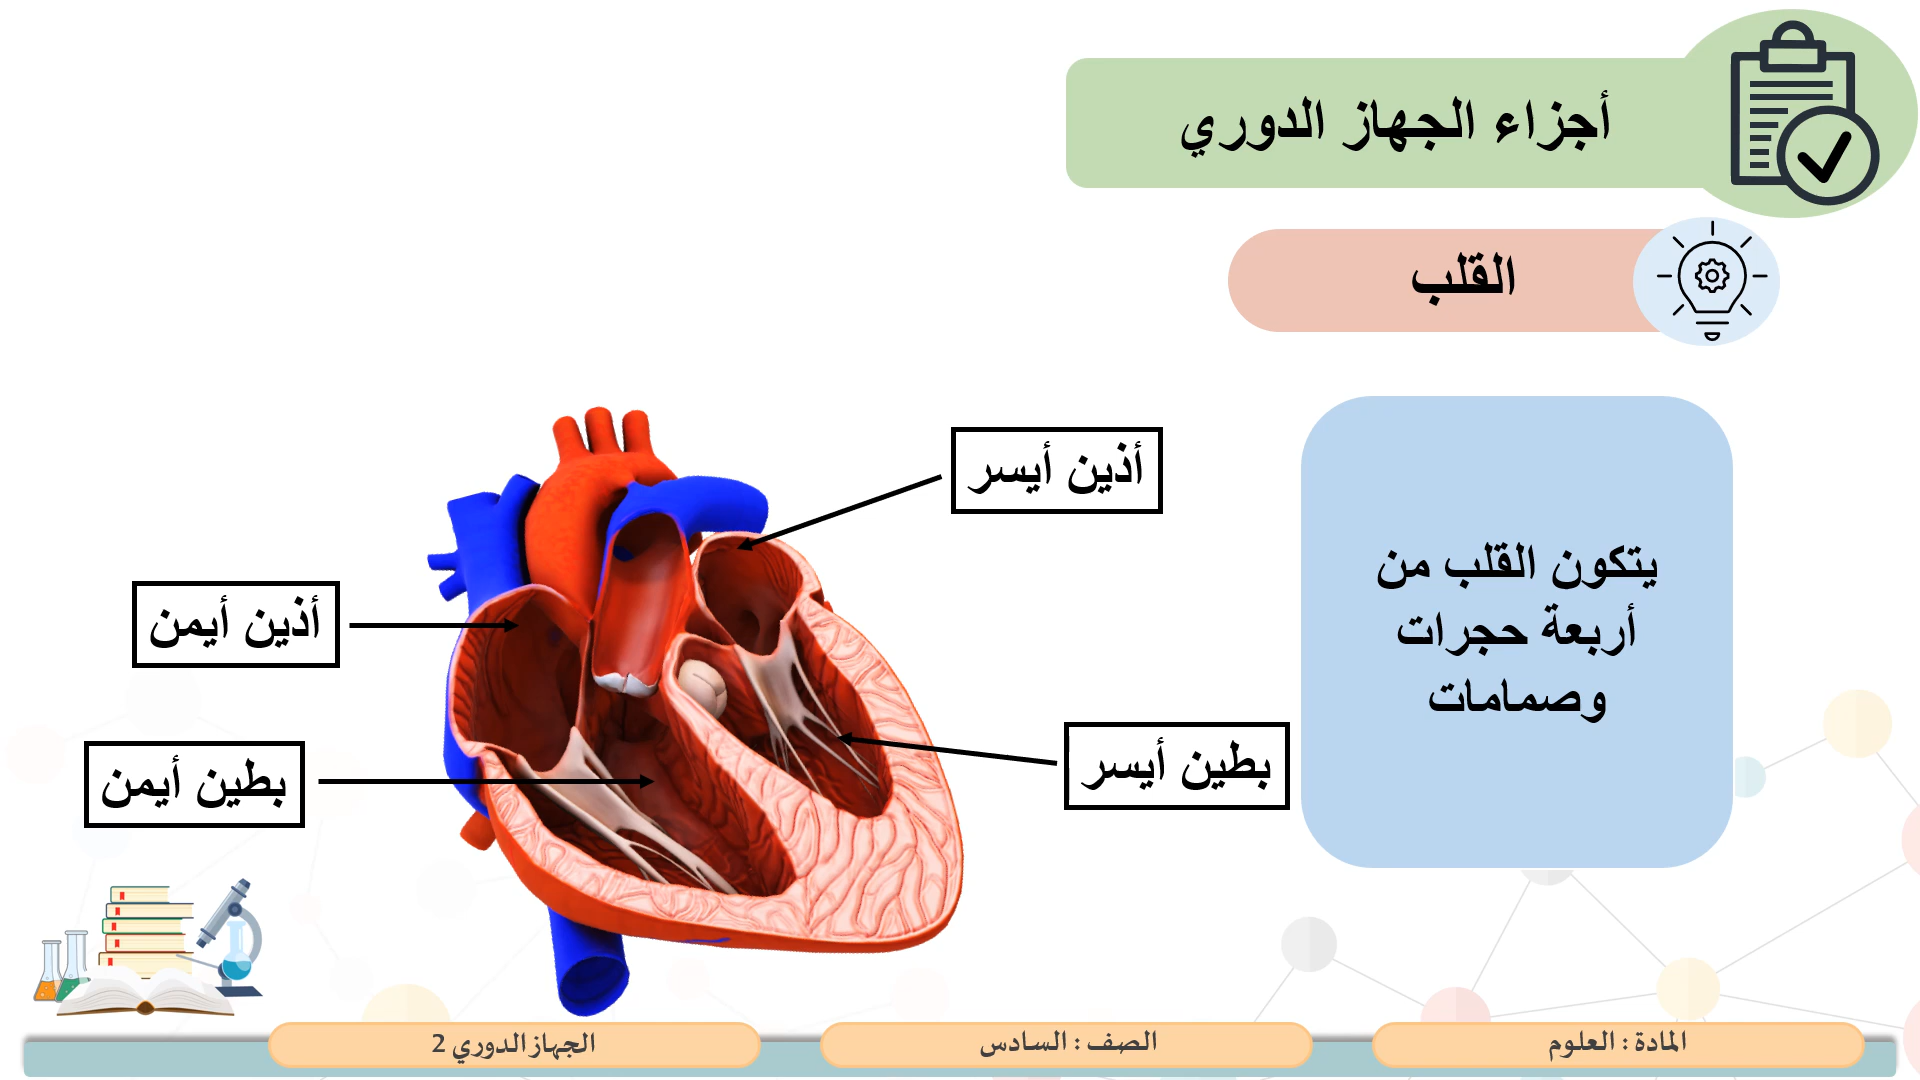 أجزاء الجهاز الدوري
القلب
يتكون القلب من
أربعة حجرات
وصمامات
أذين أيسر
أذين أيمن
بطين أيسر
بطين أيمن
المادة : العلوم
الصف : السادس
الجهاز الدوري 2